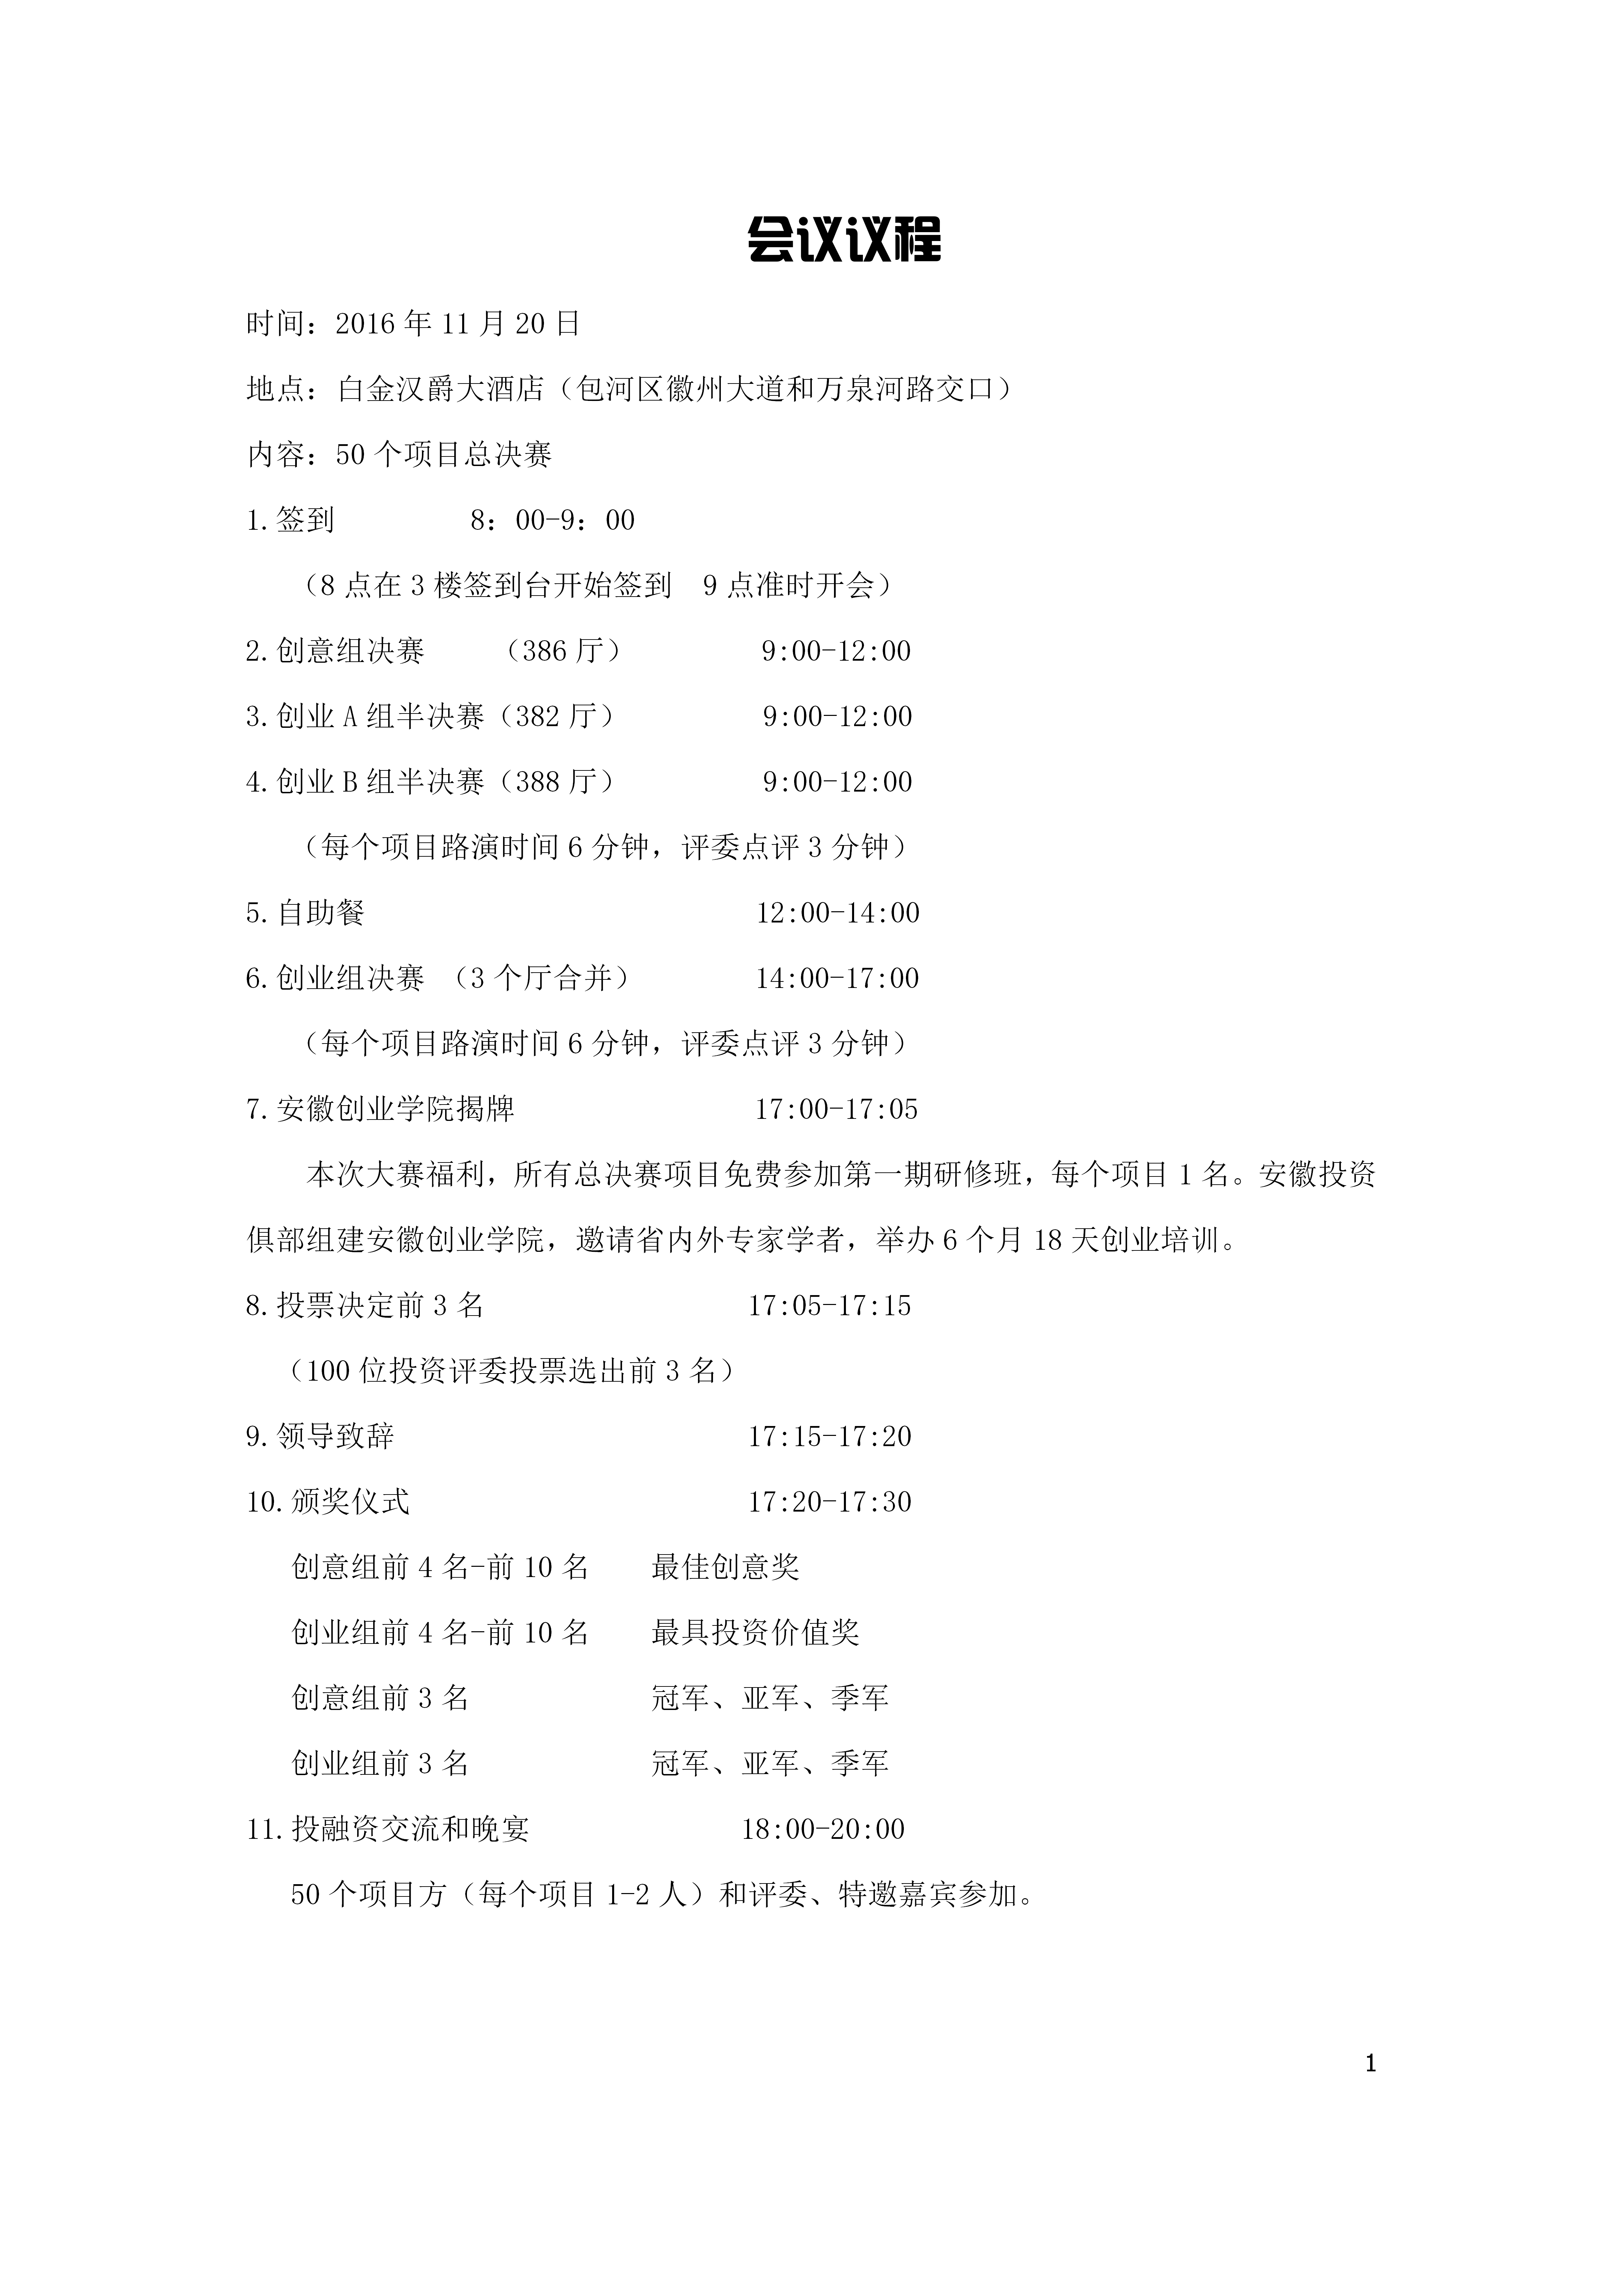 会议议程
时间：2016 年 11 月 20 日
地点：白金汉爵大酒店（包河区徽州大道和万泉河路交口）
内容：50 个项目总决赛
1.签到 8：00-9：00
（8 点在 3 楼签到台开始签到 9 点准时开会）
2.创意组决赛 （386 厅） 9:00-12:00
3.创业 A 组半决赛（382 厅） 9:00-12:00
4.创业 B 组半决赛（388 厅） 9:00-12:00
（每个项目路演时间 6 分钟，评委点评 3 分钟）
5.自助餐 12:00-14:00
6.创业组决赛 （3 个厅合并） 14:00-17:00
（每个项目路演时间 6 分钟，评委点评 3 分钟）
7.安徽创业学院揭牌 17:00-17:05
本次大赛福利，所有总决赛项目免费参加第一期研修班，每个项目 1 名。安徽投资
俱部组建安徽创业学院，邀请省内外专家学者，举办 6 个月 18 天创业培训。
8.投票决定前 3 名 17:05-17:15
（100 位投资评委投票选出前 3 名）
9.领导致辞 17:15-17:20
10.颁奖仪式 17:20-17:30
创意组前 4 名-前 10 名 最佳创意奖
创业组前 4 名-前 10 名 最具投资价值奖
创意组前 3 名 冠军、亚军、季军
创业组前 3 名 冠军、亚军、季军
11.投融资交流和晚宴 18:00-20:00
50 个项目方（每个项目 1-2 人）和评委、特邀嘉宾参加。
1